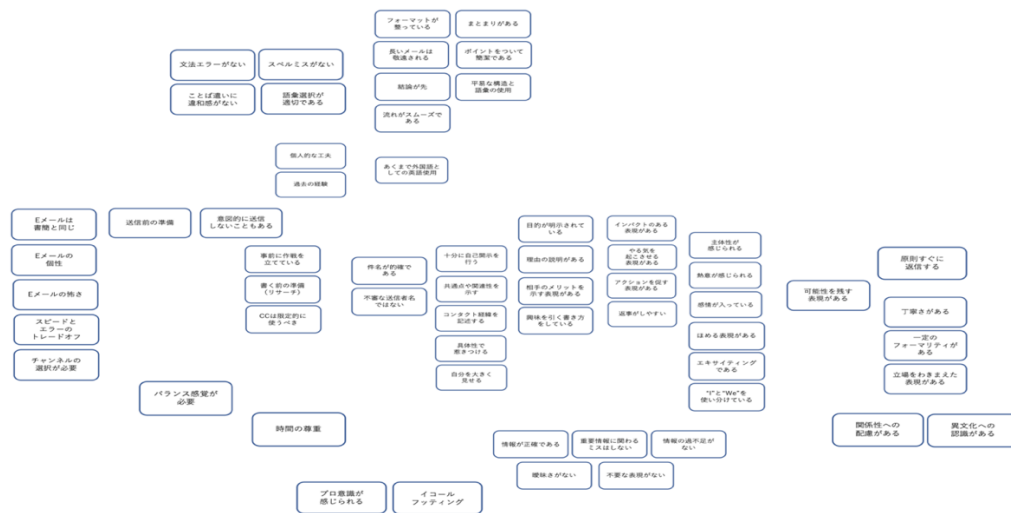 フォーマットが
整っている
まとまりがある
文法エラーがない
スペルミスがない
長いメールは
敬遠される
ポイントをついて
簡潔である
ことば遣いに
違和感がない
語彙選択が
適切である
結論が先
平易な構造と
語彙の使用
流れがスムーズで
ある
個人的な工夫
過去の経験
あくまで外国語と
しての英語使用
Eメールは
書簡と同じ
送信前の準備
意図的に送信
しないこともある
Eメールの
個性
Eメールの怖さ
スピードと
エラーの
トレードオフ
チャンネルの
選択が必要
事前に作戦を
立てている
書く前の準備
(リサーチ)
CCは限定的に
使うべき
件名が的確で
ある
不審な送信者名
ではない
十分に自己開示を
行う
共通点や関連性を
示す
コンタクト経緯を
記述する
具体性で
惹きつける
自分を大きく
見せる
目的が明示されて
いる
理由の説明がある
相手のメリットを
示す表現がある
興味を引く書き方
をしている
インパクトのある
表現がある
やる気を
起こさせる
表現がある
アクションを促す
表現がある
返事がしやすい
主体性が
感じられる
熱意が感じられる
感情が入っている
ほめる表現がある
エキサイティング
である
"I"と"We"を
使い分けている
可能性を残す
表現がある
原則すぐに
返信する
丁寧さがある
一定の
フォーマリティが
ある
立場をわきまえた
表現がある
関係性への
配慮がある
異文化への
認識がある
バランス感覚が
必要
時間の尊重
情報が正確である
重要情報に関わる
ミスはしない
情報の過不足が
ない
曖昧さがない
不要な表現がない
プロ意識が
感じられる
イコール
フッティング